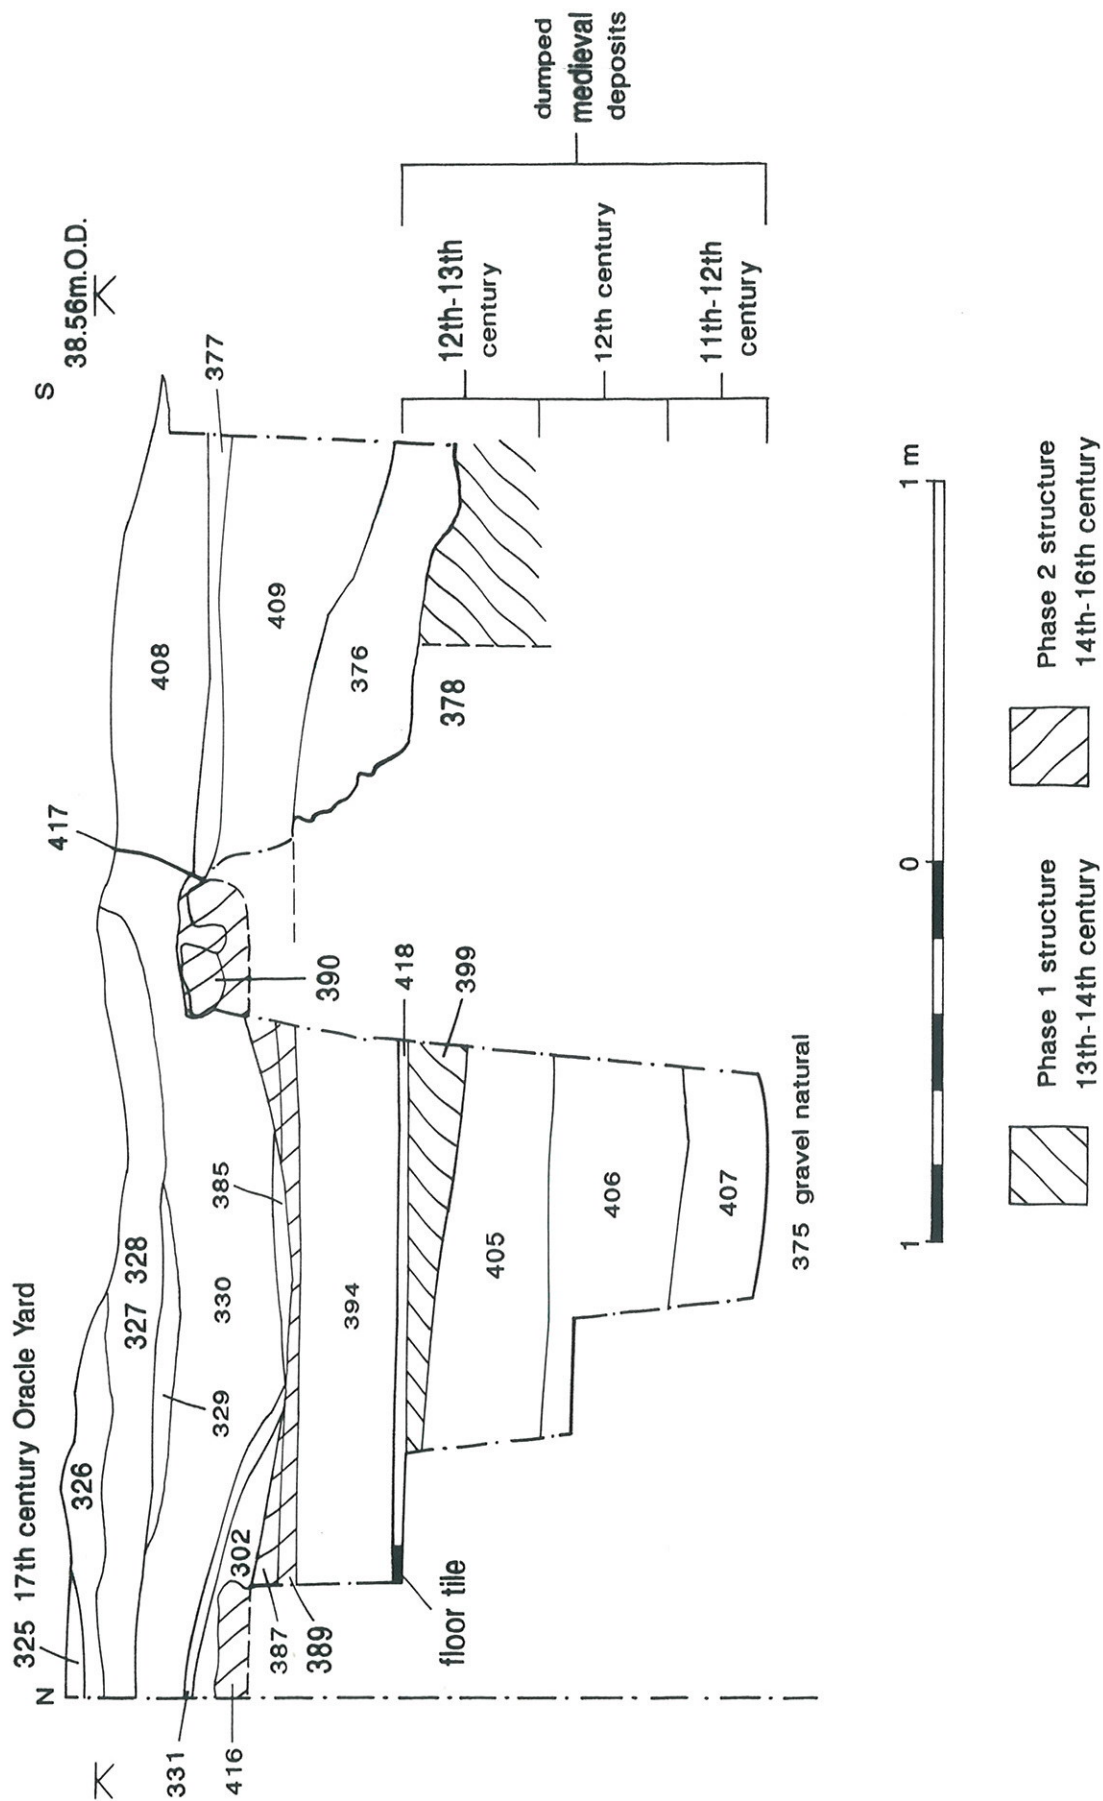 325 17th century Oracle Yard
N
S
38.56m.O.D.
K
K
326
327
328
329
330
331
302
416
387
389
385
417
390
408
377
409
376
378
394
418
399
floor tile
405
406
407
375 gravel natural
12th-13th
century
12th century
11th-12th
century
dumped
medieval
deposits
1
0
1 m
Phase 1 structure
13th-14th century
Phase 2 structure
14th-16th century